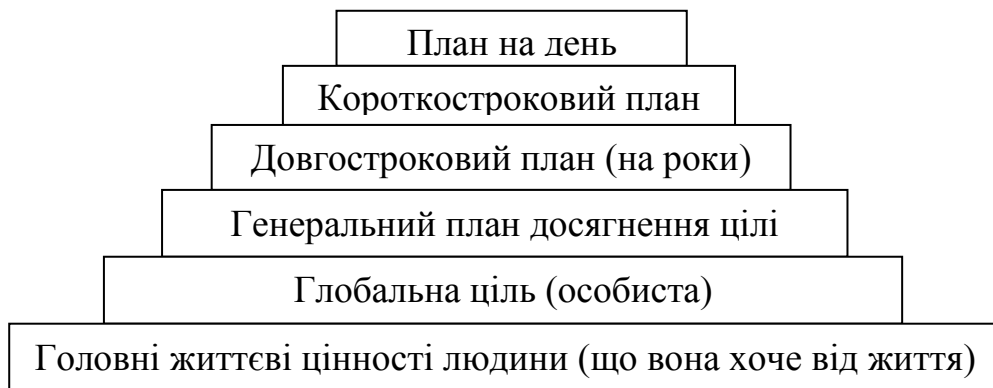 План на день
Короткостроковий план
Довгостроковий план (на роки)
Генеральний план досягнення цілі
Глобальна ціль (особиста)
Головні життєві цінності людини (що вона хоче від життя)